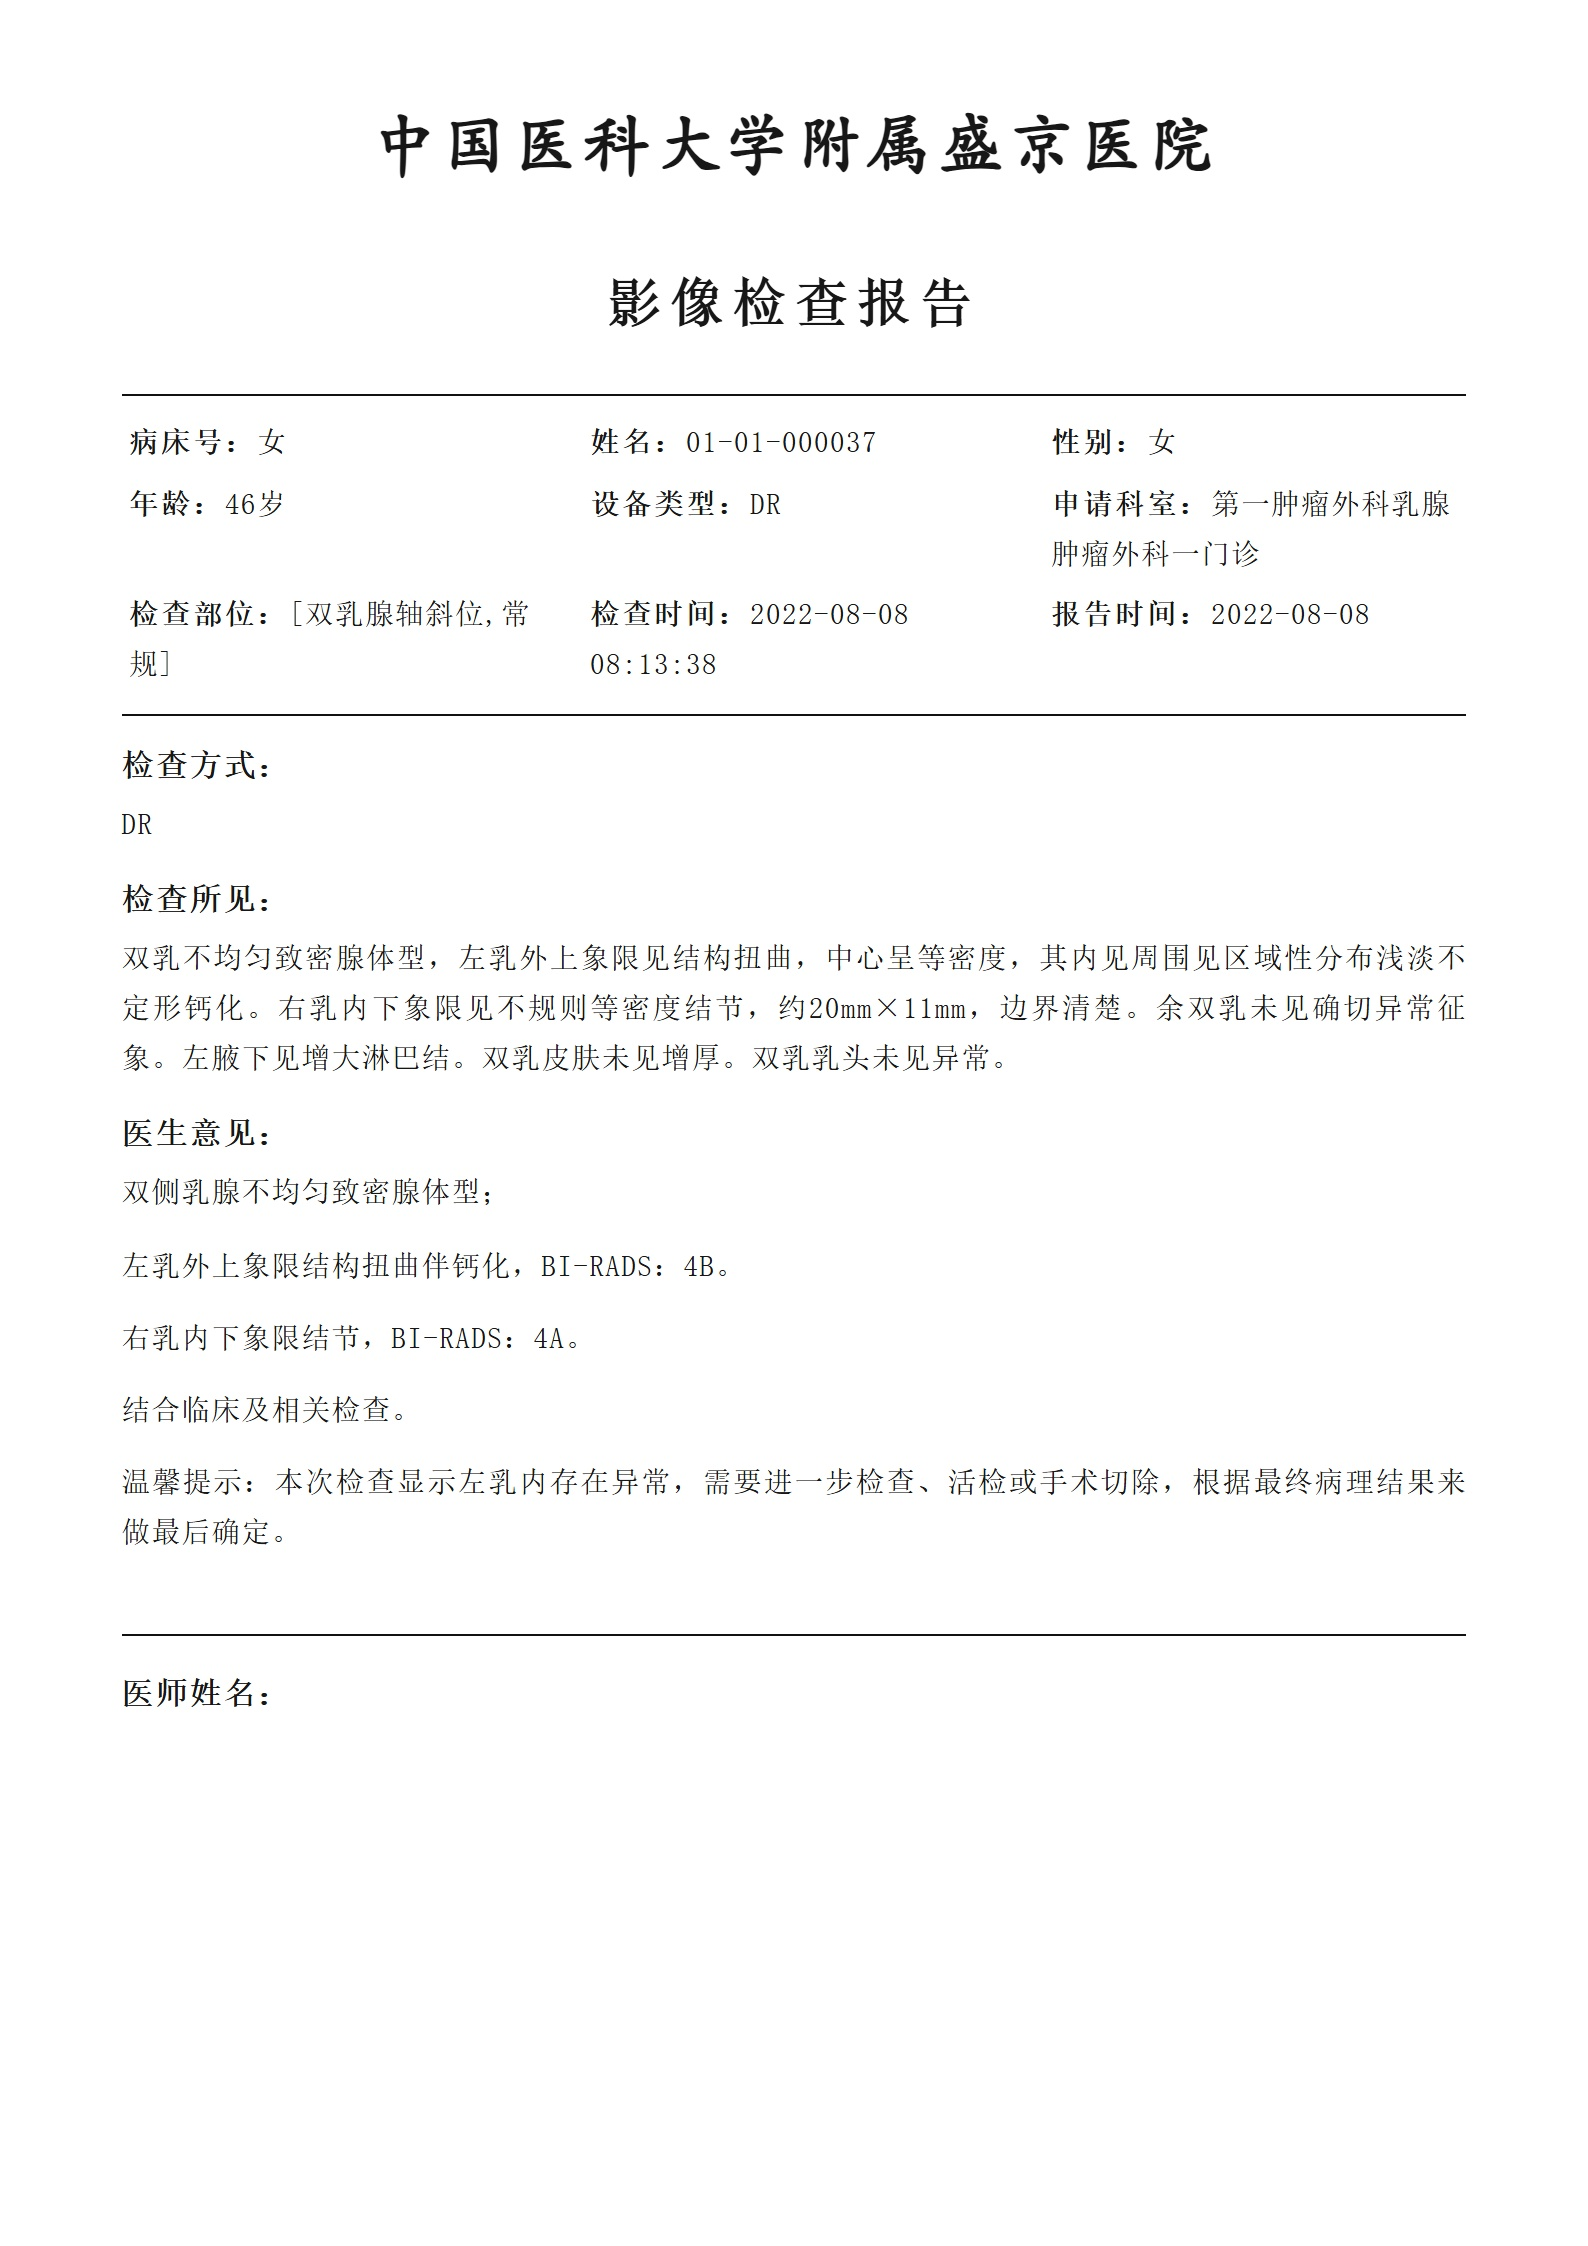 中国医科大学附属盛京医院
影像检查报告
病床号：女 姓名：01-01-000037 性别：女
年龄：46岁 设备类型：DR 申请科室：第一肿瘤外科乳腺
肿瘤外科一门诊
检查部位：[双乳腺轴斜位,常 检查时间：2022-08-08 报告时间：2022-08-08
规] 08:13:38
检查方式：
DR
检查所见：
双乳不均匀致密腺体型，左乳外上象限见结构扭曲，中心呈等密度，其内见周围见区域性分布浅淡不
定形钙化。右乳内下象限见不规则等密度结节，约20mm×11mm，边界清楚。余双乳未见确切异常征
象。左腋下见增大淋巴结。双乳皮肤未见增厚。双乳乳头未见异常。
医生意见：
双侧乳腺不均匀致密腺体型；
左乳外上象限结构扭曲伴钙化，BI-RADS：4B。
右乳内下象限结节，BI-RADS：4A。
结合临床及相关检查。
温馨提示：本次检查显示左乳内存在异常，需要进一步检查、活检或手术切除，根据最终病理结果来
做最后确定。
医师姓名：